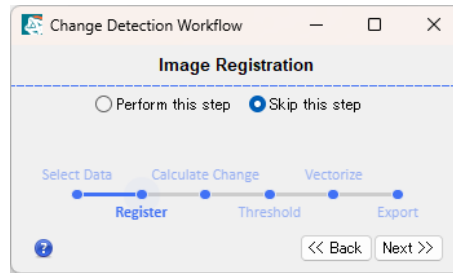 Change Detection Workflow
Image Registration
Perform this step Skip this step
Select Data Calculate Change Vectorize
Register Threshold Export
? << Back Next >>